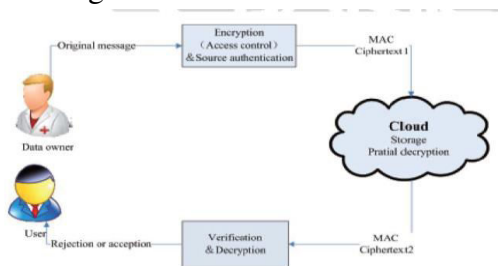 Original message
Encryption
(Access control)
& Source authentication
MAC
Ciphertext1
Data owner
Cloud
Storage
Pratial decryption
User
Rejection or acception
Verification
& Decryption
MAC
Ciphertext2